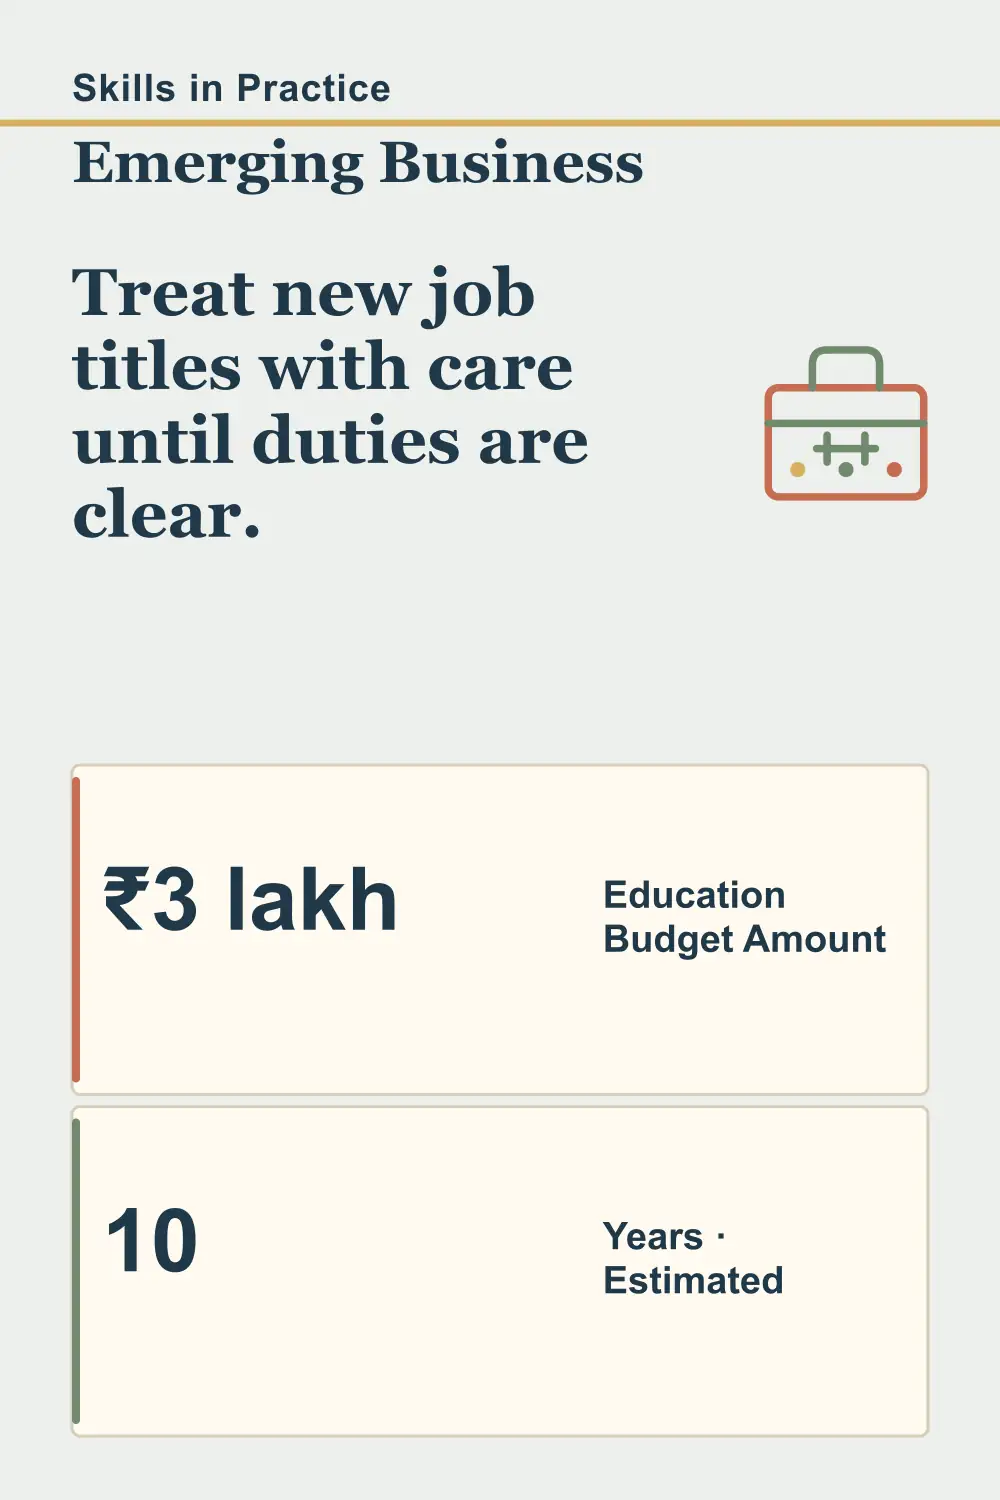 Skills in Practice
Emerging Business
Treat new job
titles with care
until duties are
clear.
₹3 lakh
Education
Budget Amount
10
Years ·
Estimated